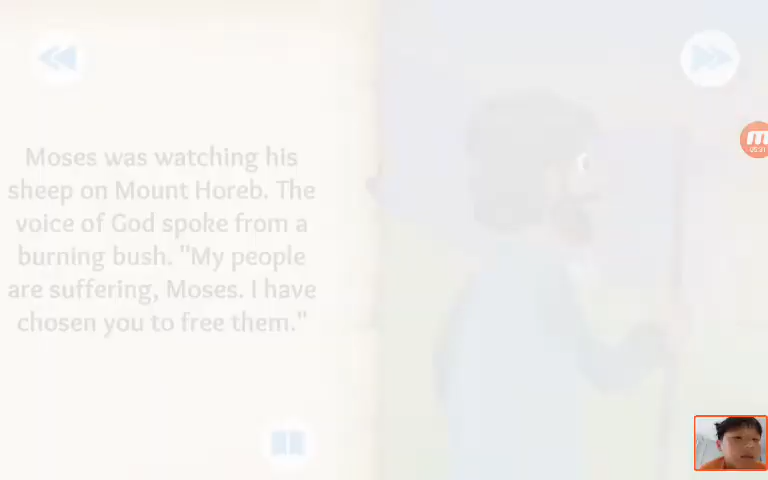 Moses was watching his
sheep on Mount Horeb. The
voice of God spoke from a
burning bush. "My people
are suffering, Moses. I have
chosen you to free them."